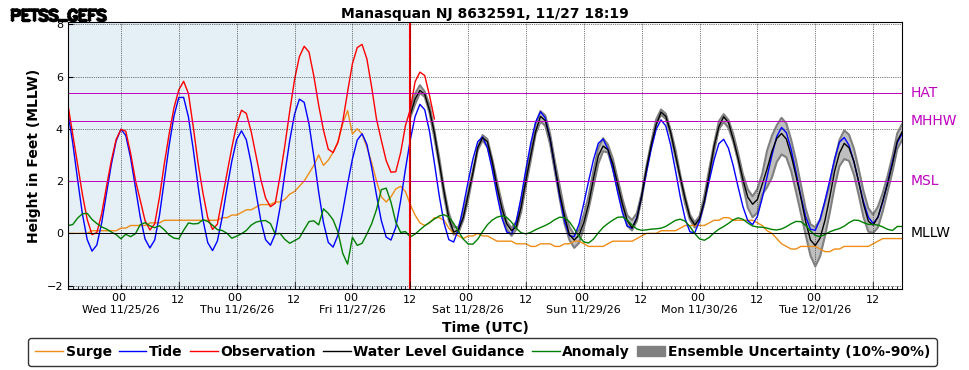 PETSS_GEFS
Manasquan NJ 8632591, 11/27 18:19
Height in Feet (MLLW)
8
6
4
2
0
−2
HAT
MHHW
MSL
MLLW
00 12 00 12 00 12 00 12 00 12 00 12 00 12
Wed 11/25/26 Thu 11/26/26 Fri 11/27/26 Sat 11/28/26 Sun 11/29/26 Mon 11/30/26 Tue 12/01/26
Time (UTC)
Surge Tide Observation Water Level Guidance Anomaly Ensemble Uncertainty (10%-90%)